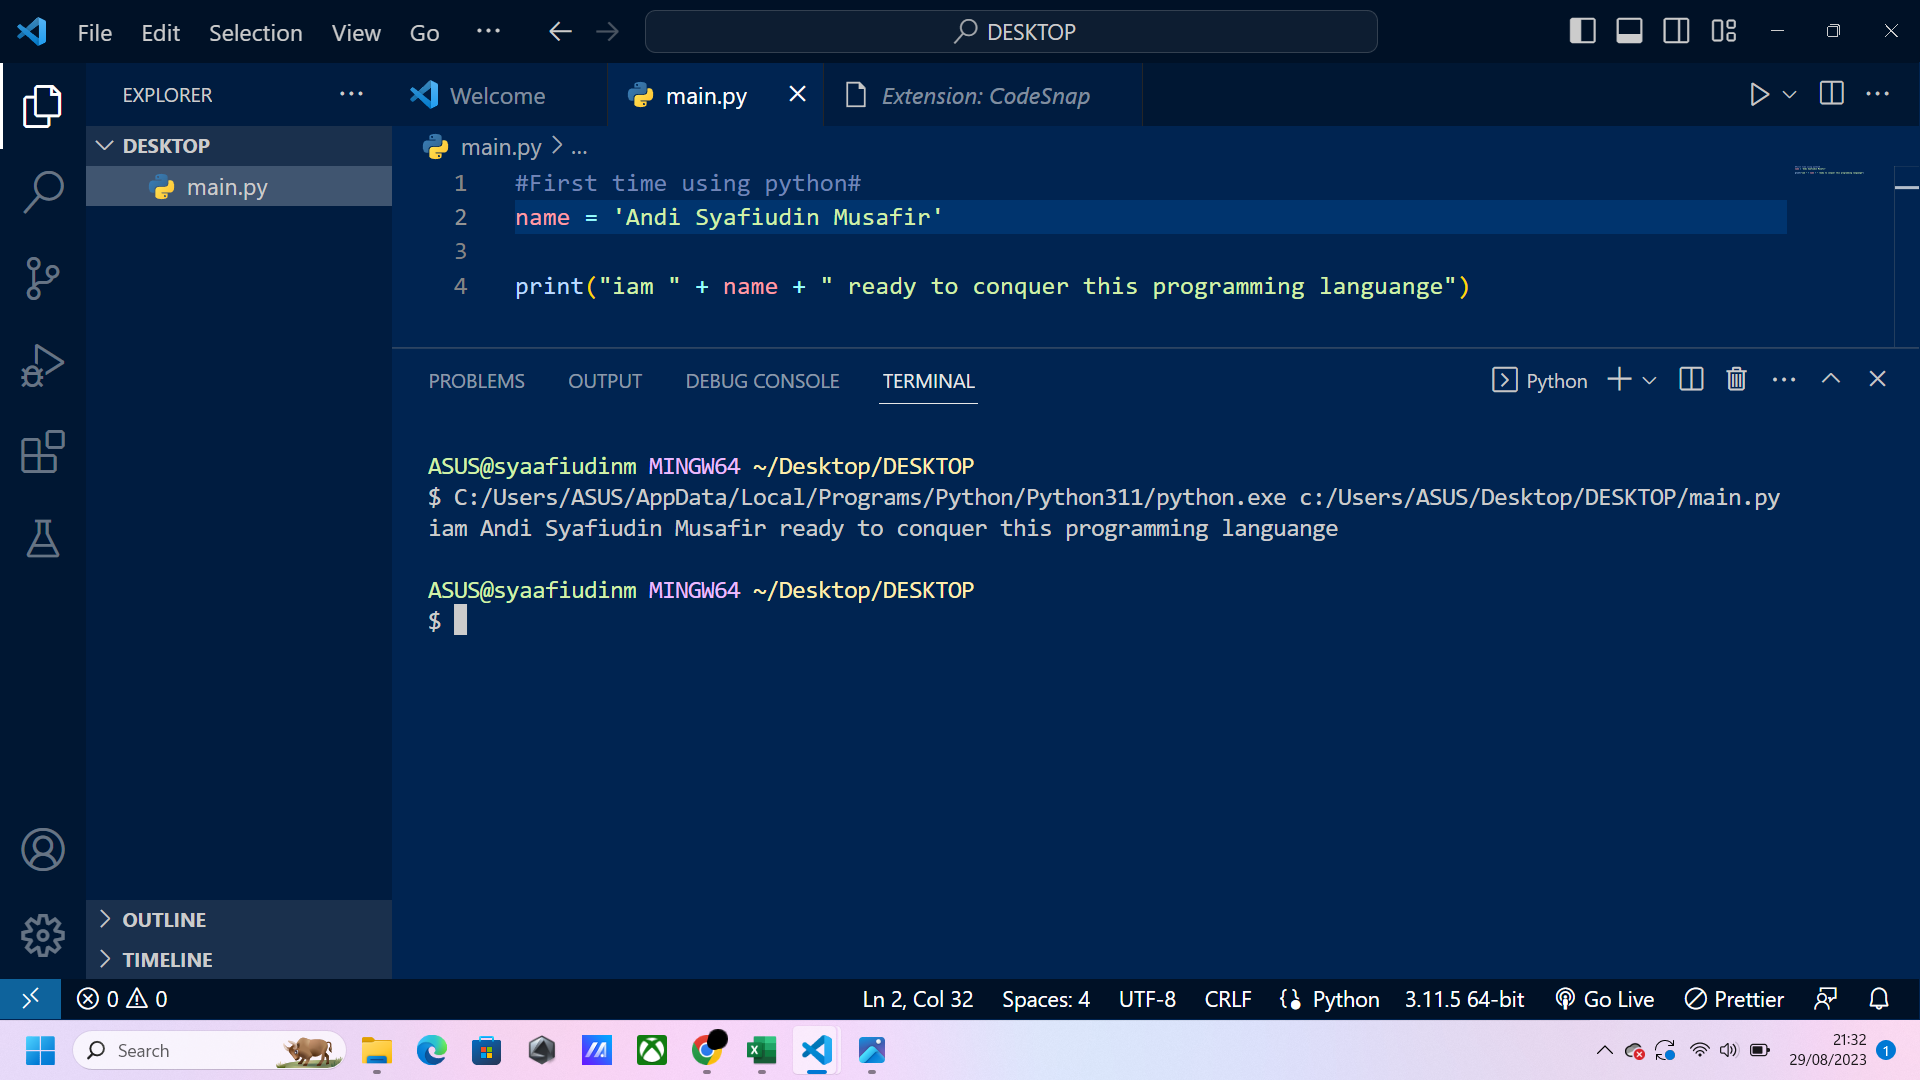 File Edit Selection View Go ... DESKTOP
EXPLORER ...
Welcome main.py Extension: CodeSnap
DESKTOP
main.py
main.py > ...
1 #First time using python#
2 name = 'Andi Syafiudin Musafir'
3
4 print("iam " + name + " ready to conquer this programming languange")
PROBLEMS OUTPUT DEBUG CONSOLE TERMINAL Python
ASUS@syaafiudinm MINGW64 ~/Desktop/DESKTOP
$ C:/Users/ASUS/AppData/Local/Programs/Python/Python311/python.exe c:/Users/ASUS/Desktop/DESKTOP/main.py
iam Andi Syafiudin Musafir ready to conquer this programming languange
ASUS@syaafiudinm MINGW64 ~/Desktop/DESKTOP
$
OUTLINE
TIMELINE
0 0 Ln 2, Col 32 Spaces: 4 UTF-8 CRLF {} Python 3.11.5 64-bit Go Live Prettier
Search
21:32
29/08/2023 1